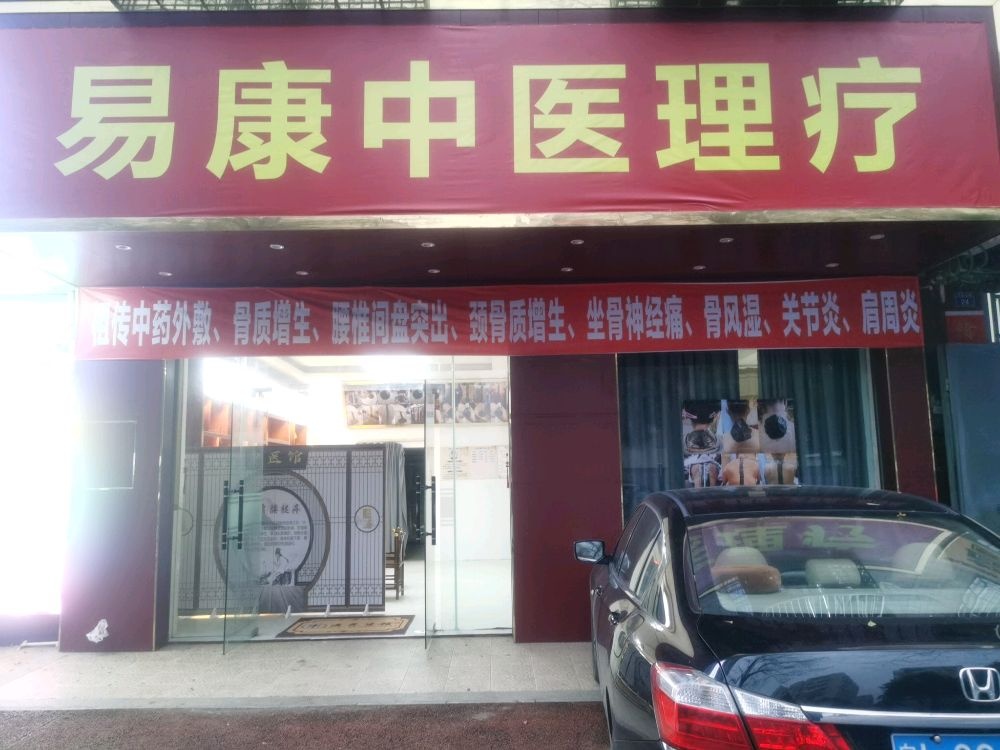 易康中医理疗
祖传中药外敷、骨质增生、腰椎间盘突出、颈骨质增生、坐骨神经痛、骨风湿、关节炎、肩周炎
医馆